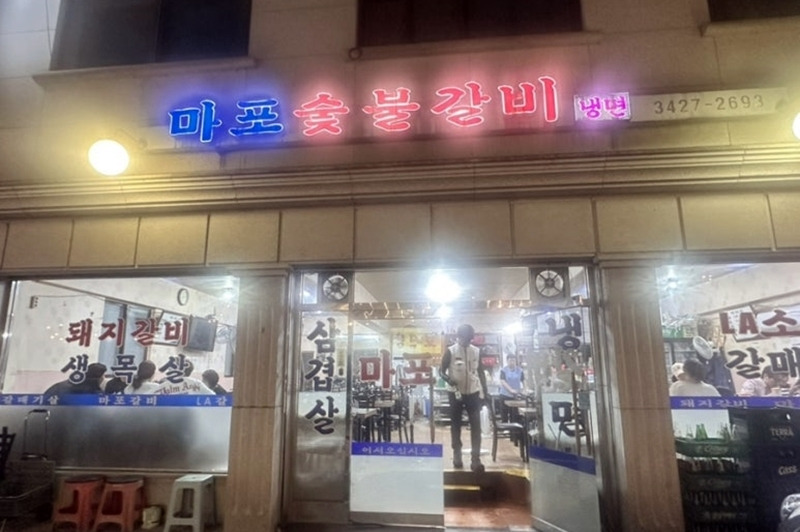 마포숯불갈비 냉면 3427-2693
돼지갈비
생목살
갈매기살 마포갈비 LA갈
삼겹살
마포
어서오십시오
냉면
LA소
갈매
돼지갈비
TERRA